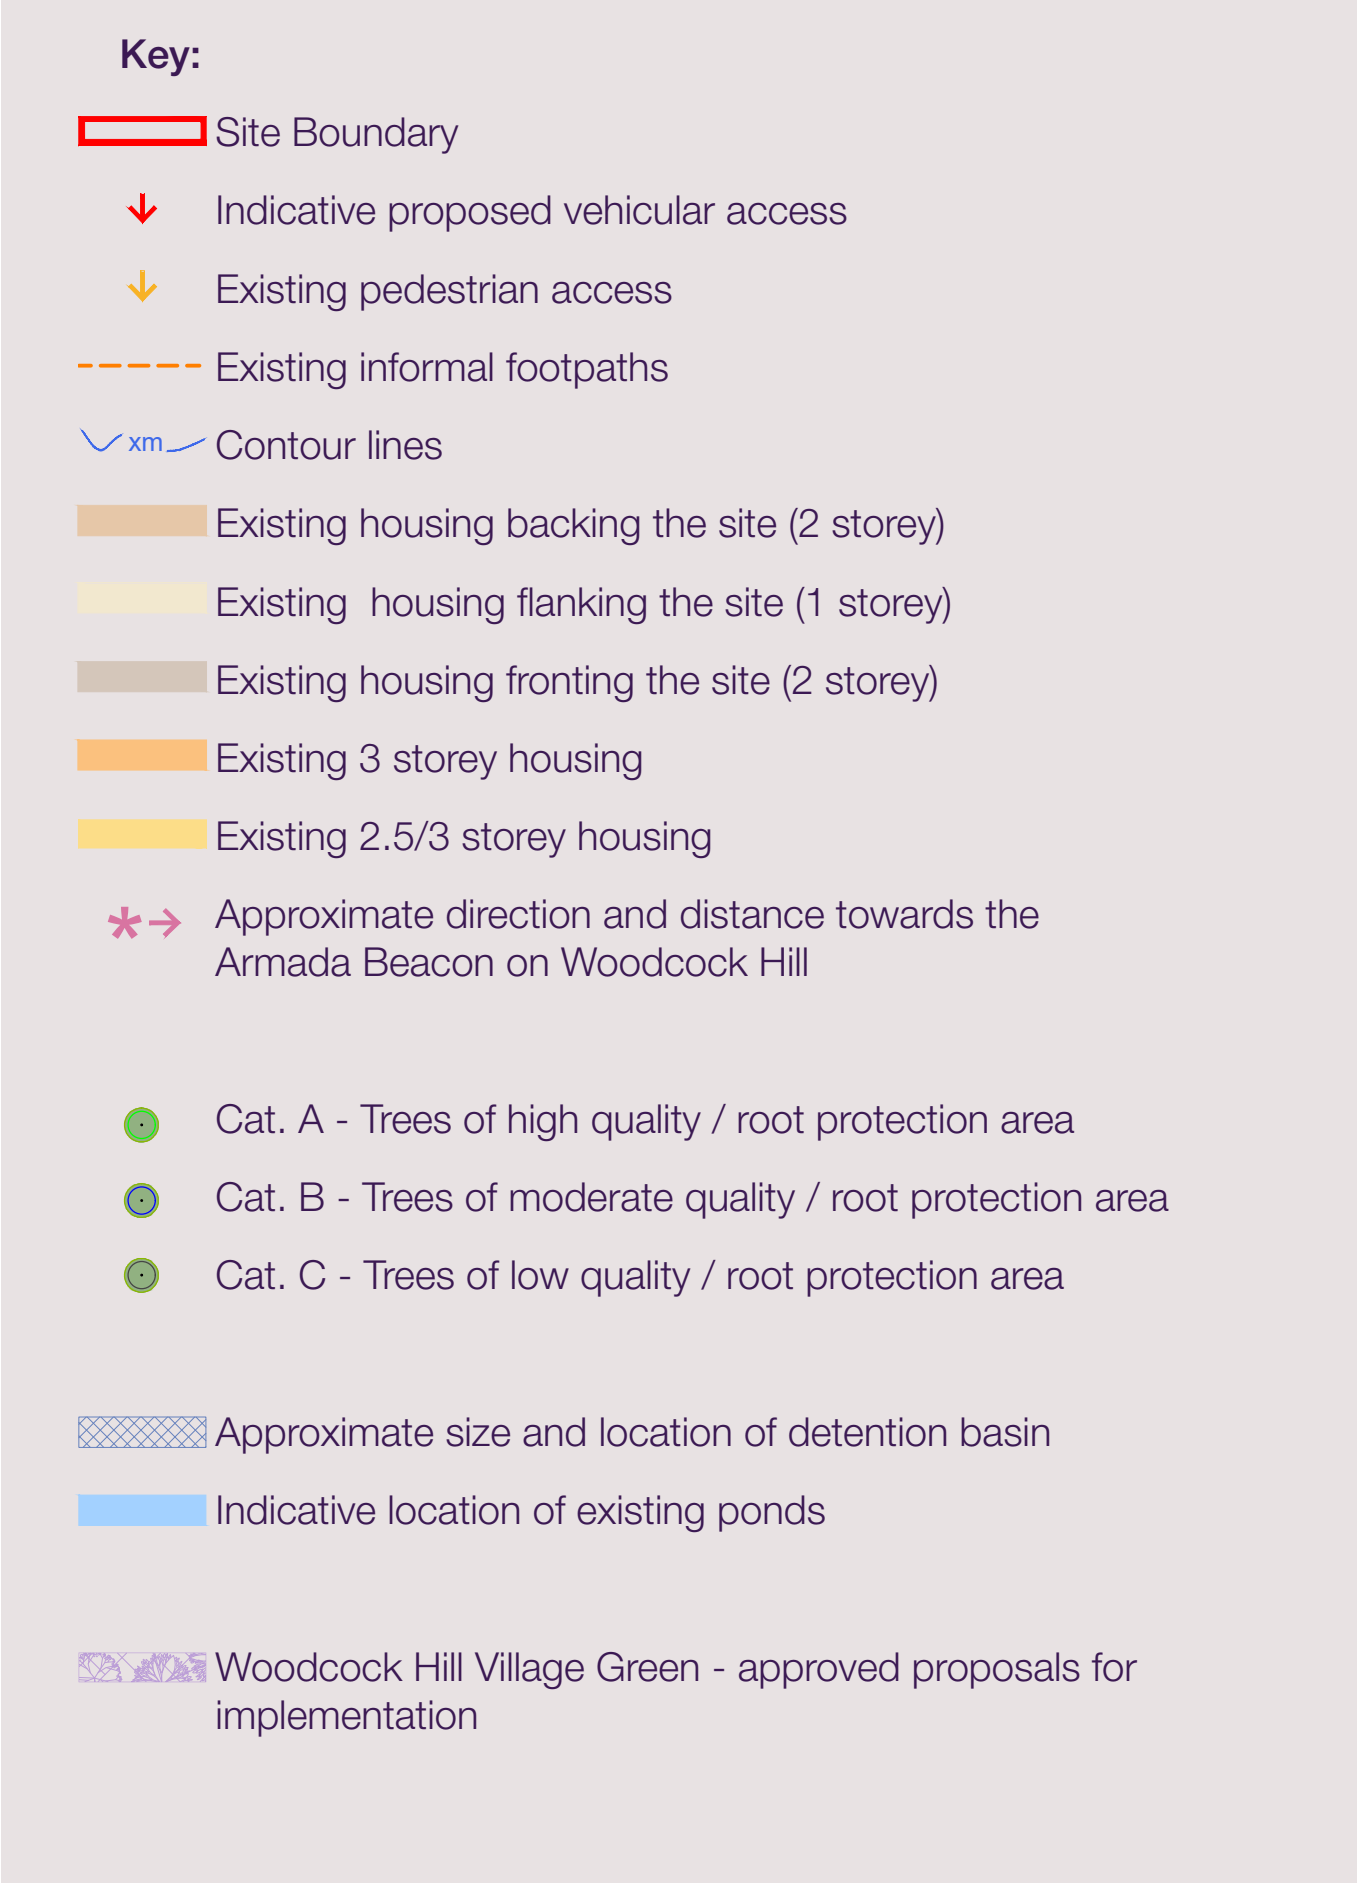 Key:
Site Boundary
Indicative proposed vehicular access
Existing pedestrian access
Existing informal footpaths
xm
Contour lines
Existing housing backing the site (2 storey)
Existing  housing flanking the site (1 storey)
Existing housing fronting the site (2 storey)
Existing 3 storey housing
Existing 2.5/3 storey housing
Approximate direction and distance towards the
Armada Beacon on Woodcock Hill
Cat. A - Trees of high quality / root protection area
Cat. B - Trees of moderate quality / root protection area
Cat. C - Trees of low quality / root protection area
Approximate size and location of detention basin
Indicative location of existing ponds
Woodcock Hill Village Green - approved proposals for
implementation